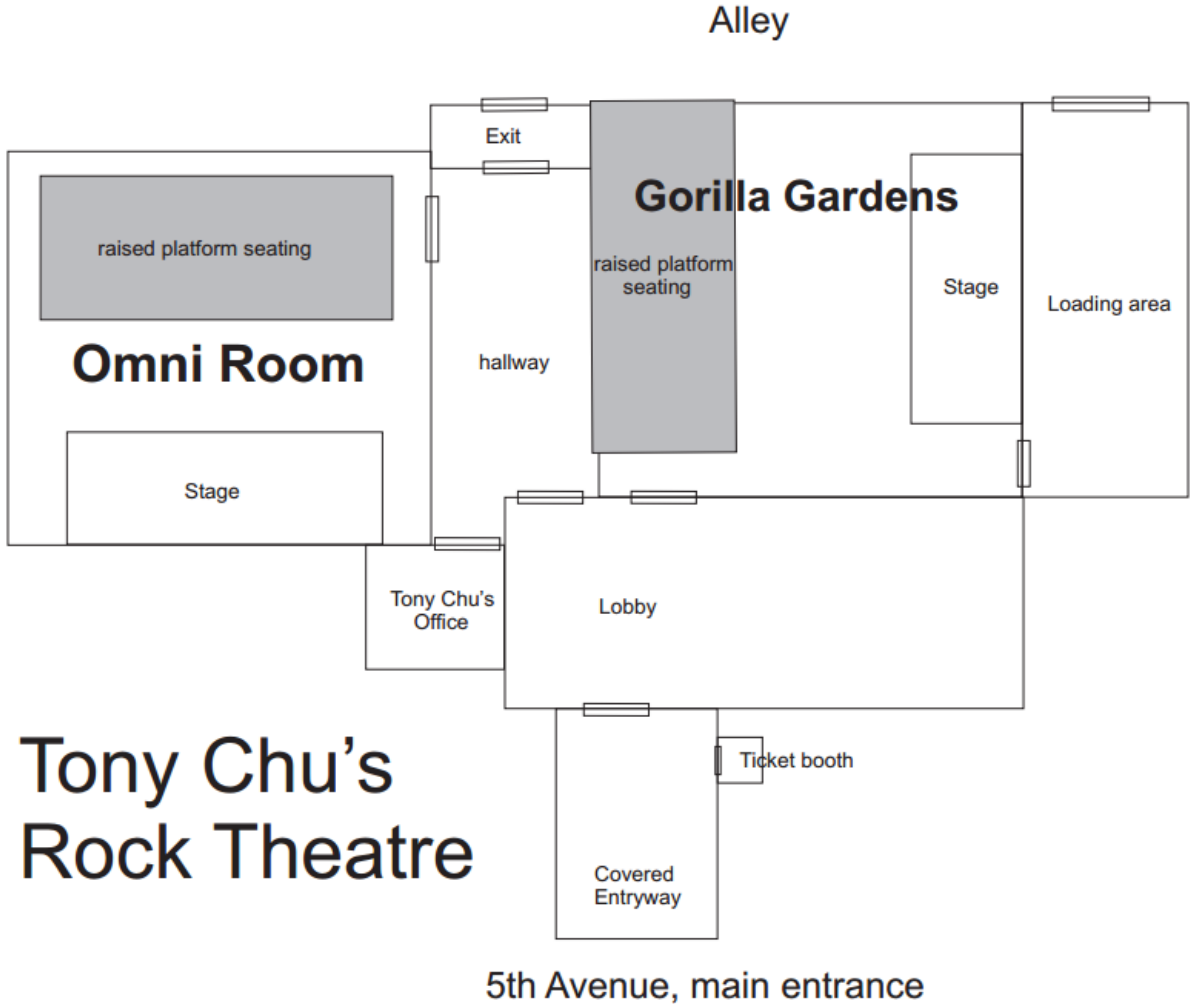 Alley
Exit
Gorilla Gardens
raised platform seating
raised platform
seating
Stage
Loading area
Omni Room
hallway
Stage
Tony Chu’s
Office
Lobby
Tony Chu’s
Rock Theatre
Ticket booth
Covered
Entryway
5th Avenue, main entrance